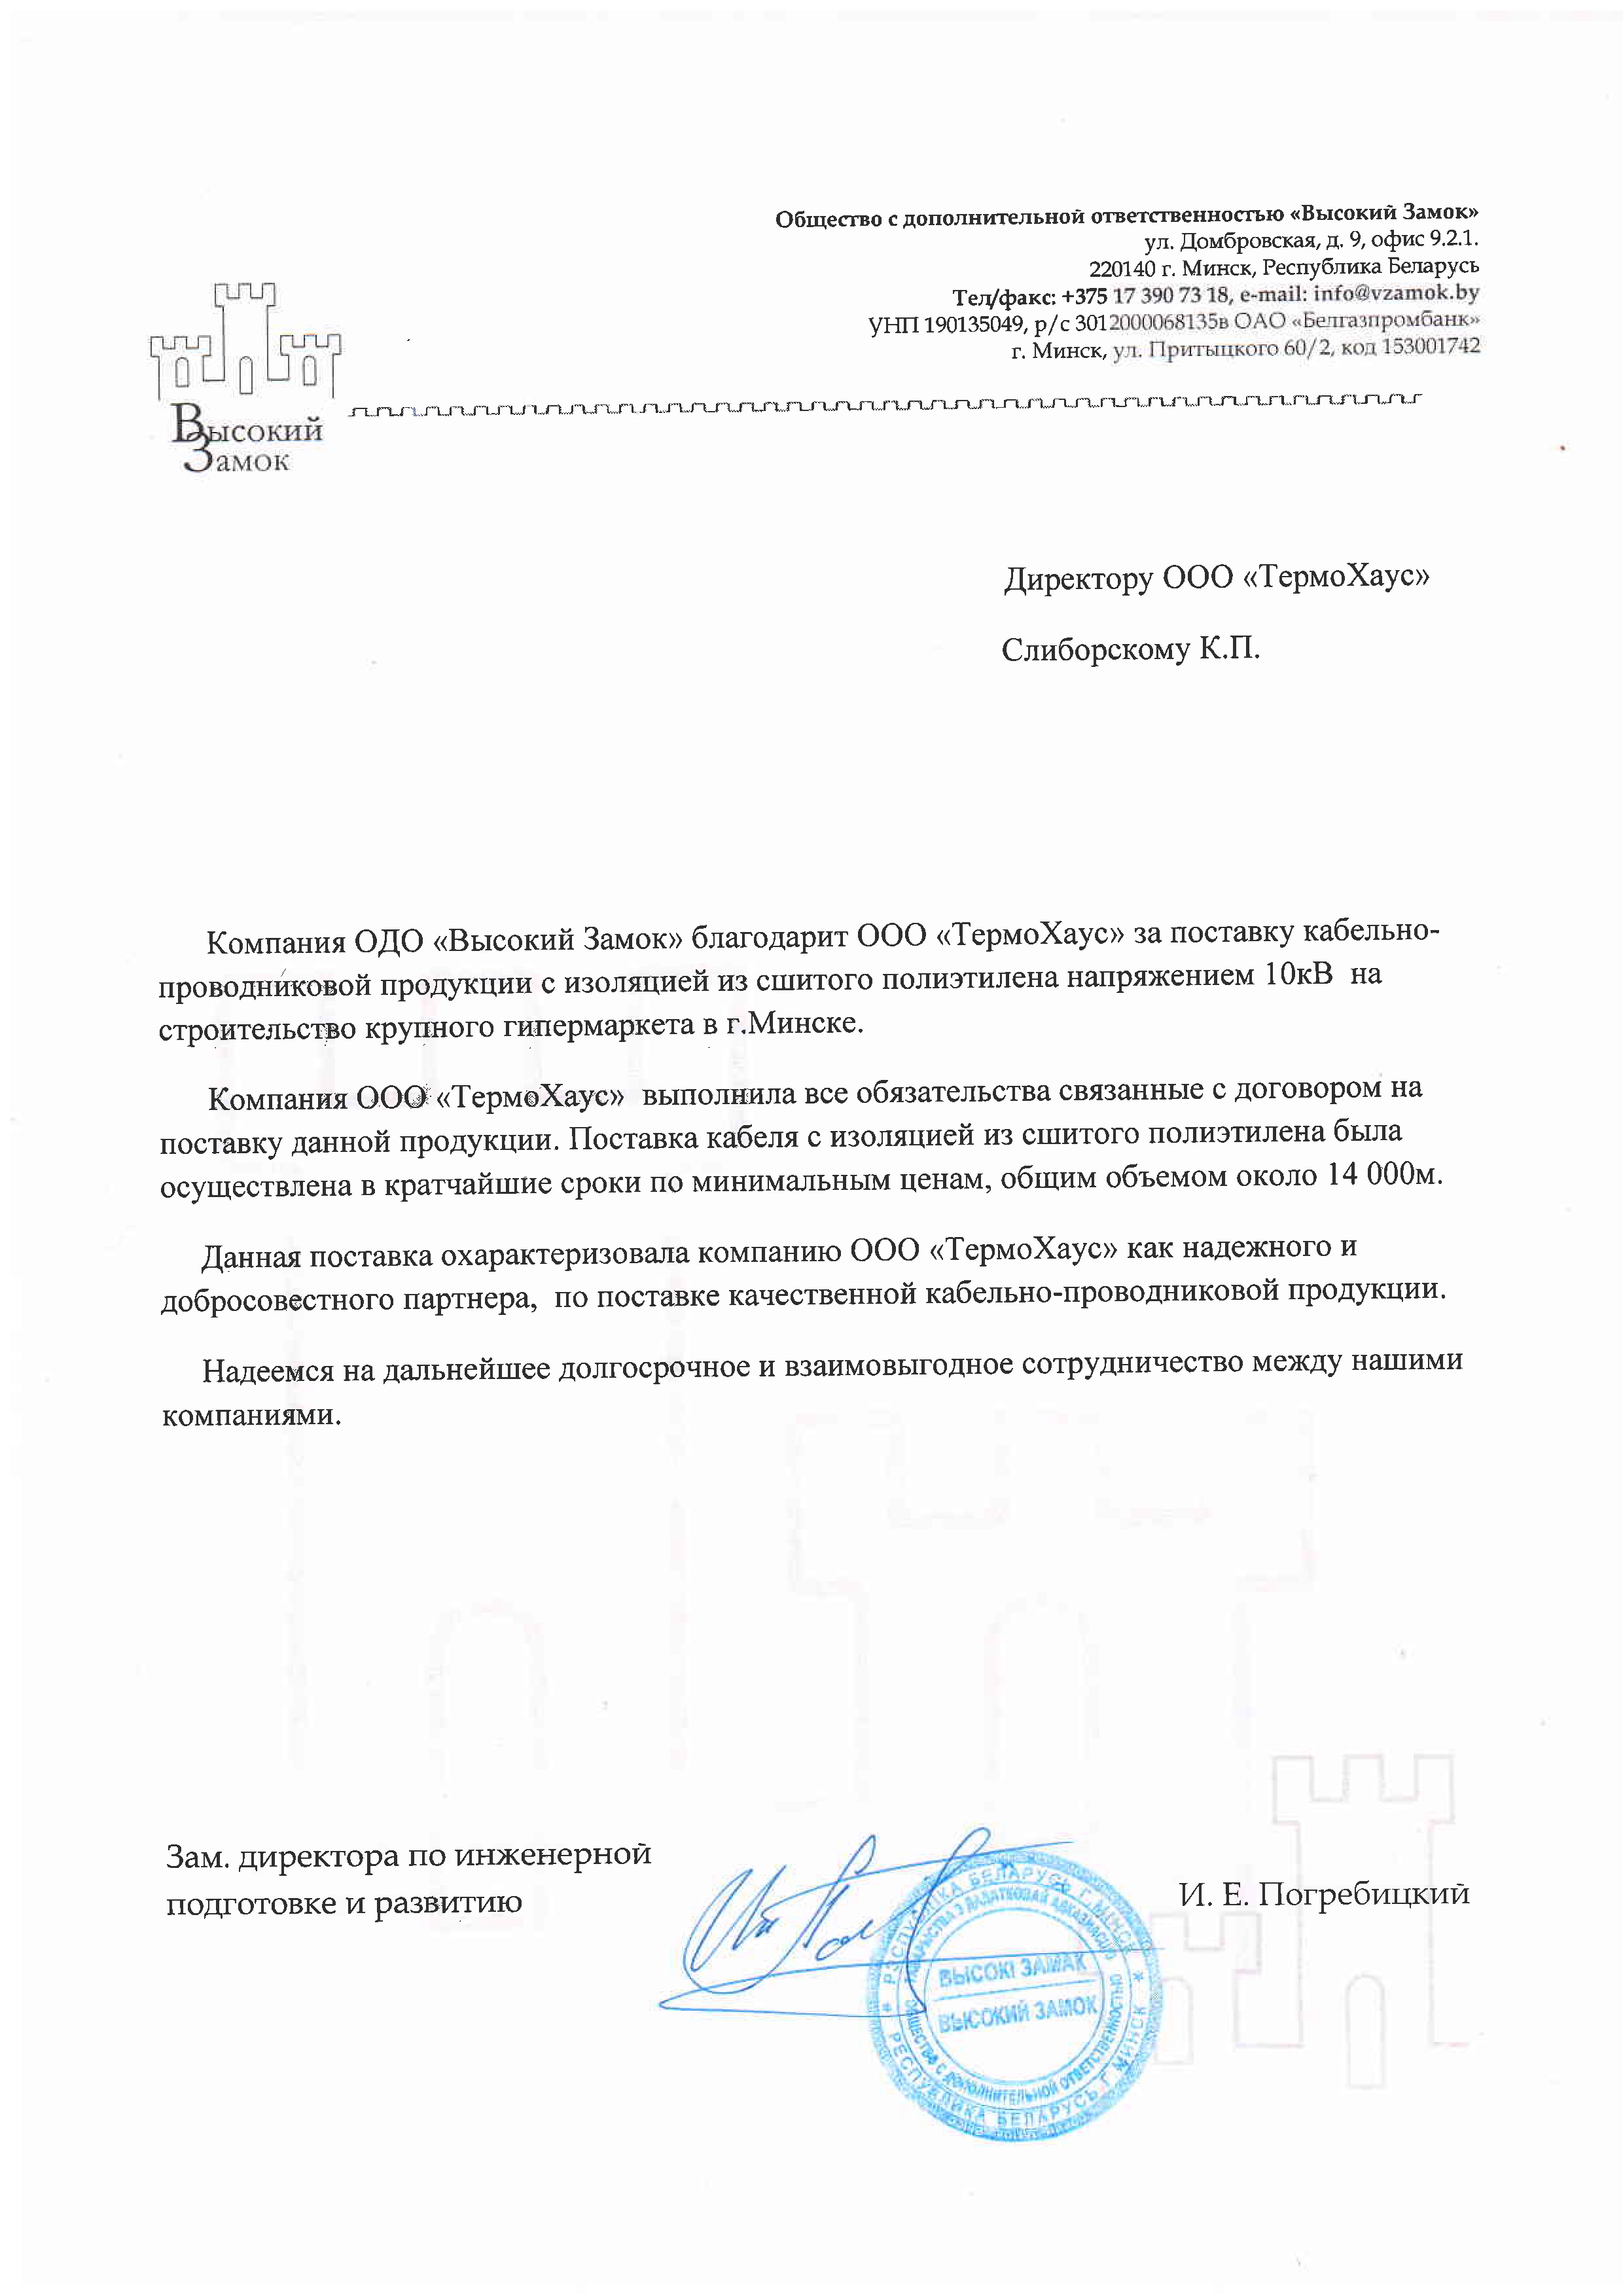 Общество с дополнительной ответственностью «Высокий Замок»
ул. Домбровская, д. 9, офис 9.2.1.
220140 г. Минск, Республика Беларусь
Тел/факс: +375 17 390 73 18, e-mail: info@vzamok.by
УНП 190135049, р/с 3012000068135в ОАО «Белгазпромбанк»
г. Минск, ул. Притыцкого 60/2, код 153001742
Высокий
Замок
Директору ООО «ТермоХаус»
Слиборскому К.П.
Компания ОДО «Высокий Замок» благодарит ООО «ТермоХаус» за поставку кабельно-
проводниковой продукции с изоляцией из сшитого полиэтилена напряжением 10кВ на
строительство крупного гипермаркета в г.Минске.
Компания ООО «ТермоХаус» выполнила все обязательства связанные с договором на
поставку данной продукции. Поставка кабеля с изоляцией из сшитого полиэтилена была
осуществлена в кратчайшие сроки по минимальным ценам, общим объемом около 14 000м.
Данная поставка охарактеризовала компанию ООО «ТермоХаус» как надежного и
добросовестного партнера, по поставке качественной кабельно-проводниковой продукции.
Надеемся на дальнейшее долгосрочное и взаимовыгодное сотрудничество между нашими
компаниями.
Зам. директора по инженерной
подготовке и развитию
И. Е. Погребицкий
РЭСПУБЛІКА БЕЛАРУСЬ Г. МІНСК
ТАВАРЫСТВА З ДАДАТКОВАЙ АДКАЗНАСЦЮ
ВЫСОКІ ЗАМАК
ВЫСОКИЙ ЗАМОК
ОБЩЕСТВО С ДОПОЛНИТЕЛЬНОЙ ОТВЕТСТВЕННОСТЬЮ
РЕСПУБЛИКА БЕЛАРУСЬ Г. МИНСК